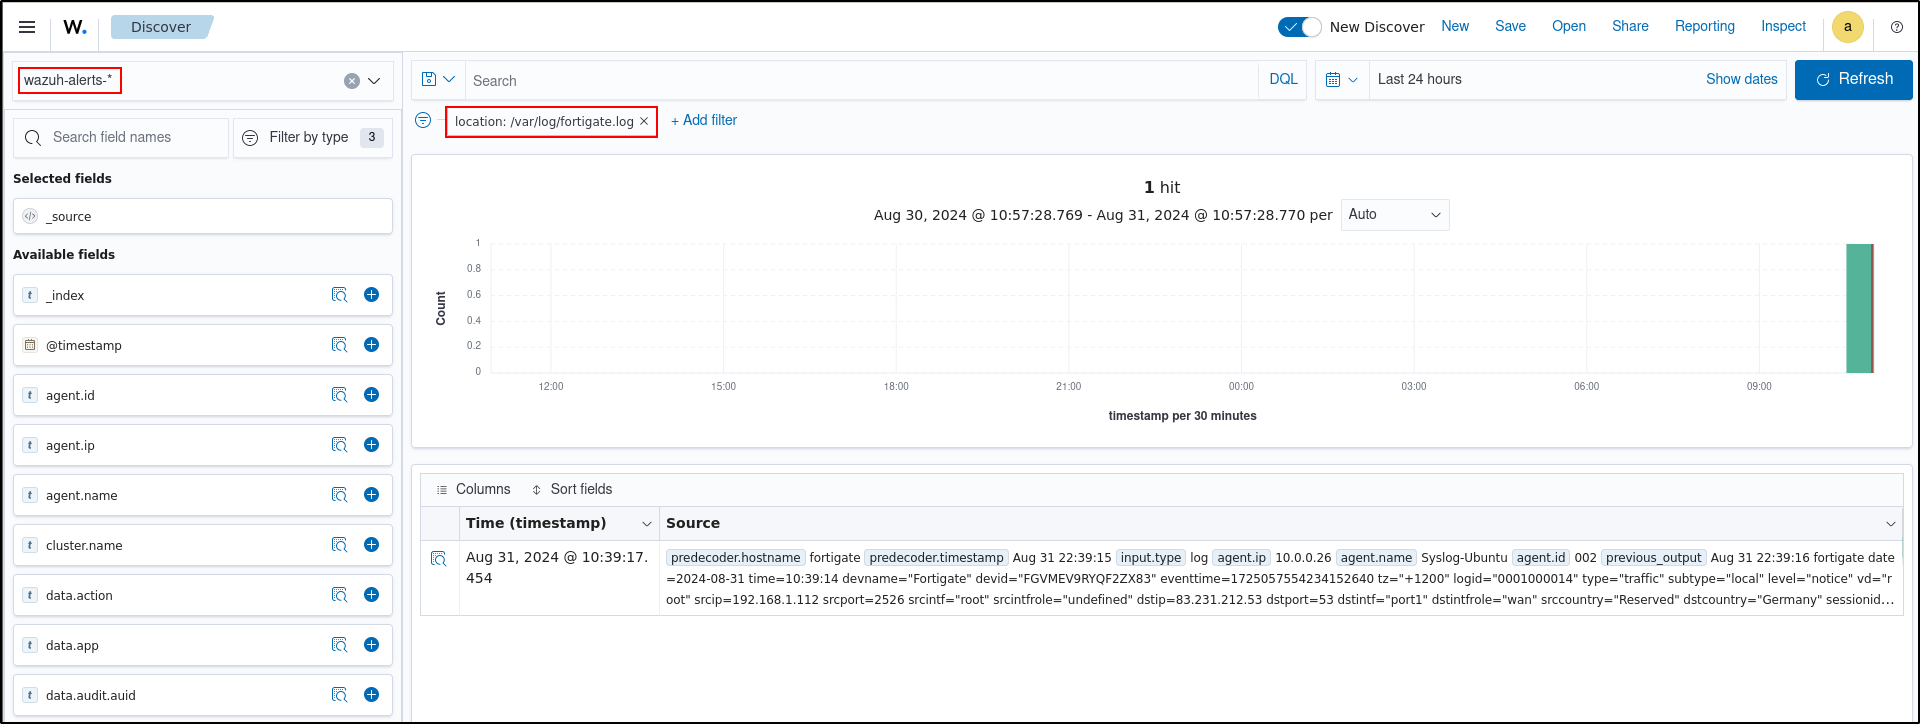 W. Discover New Discover New Save Open Share Reporting Inspect a
wazuh-alerts-* Search DQL Last 24 hours Show dates Refresh
location: /var/log/fortigate.log × + Add filter
Search field names Filter by type 3
Selected fields
_source
Available fields
t _index
@timestamp
t agent.id
t agent.ip
t agent.name
t cluster.name
t data.action
t data.app
t data.audit.auid
1 hit
Aug 30, 2024 @ 10:57:28.769 - Aug 31, 2024 @ 10:57:28.770 per Auto
1
0.8
0.6
0.4
0.2
0
Count
12:00 15:00 18:00 21:00 00:00 03:00 06:00 09:00
timestamp per 30 minutes
Columns Sort fields
Time (timestamp) Source
Aug 31, 2024 @ 10:39:17.
454
predecoder.hostname fortigate predecoder.timestamp Aug 31 22:39:15 input.type log agent.ip 10.0.0.26 agent.name Syslog-Ubuntu agent.id 002 previous_output Aug 31 22:39:16 fortigate date
=2024-08-31 time=10:39:14 devname="Fortigate" devid="FGVMEV9RYQF2ZX83" eventtime=1725057554234152640 tz="+1200" logid="0001000014" type="traffic" subtype="local" level="notice" vd="r
oot" srcip=192.168.1.112 srcport=2526 srcintf="root" srcintfrole="undefined" dstip=83.231.212.53 dstport=53 dstintf="port1" dstintfrole="wan" srccountry="Reserved" dstcountry="Germany" sessionid...